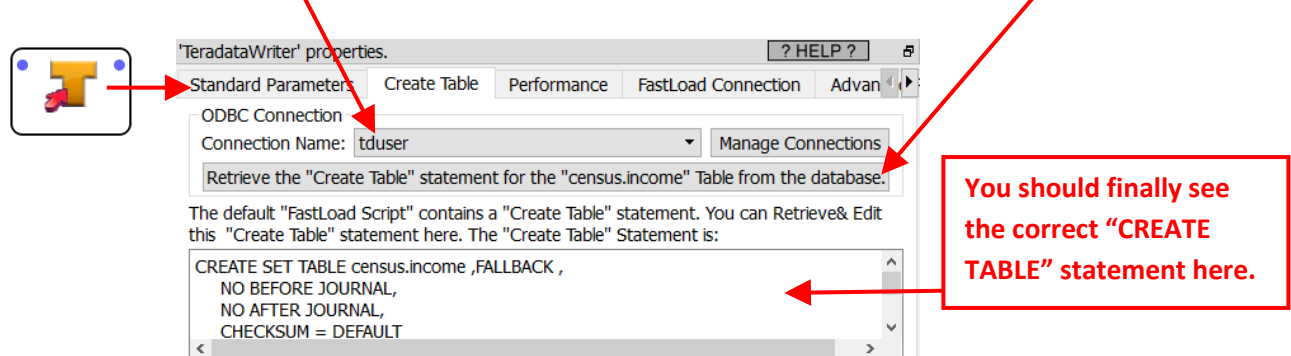 'TeradataWriter' properties.
? HELP ?
Standard Parameters
Create Table
Performance
FastLoad Connection
Advan
ODBC Connection
Connection Name:
tduser
Manage Connections
Retrieve the "Create Table" statement for the "census.income" Table from the database.
The default "FastLoad Script" contains a "Create Table" statement. You can Retrieve& Edit
this "Create Table" statement here. The "Create Table" Statement is:
CREATE SET TABLE census.income ,FALLBACK ,
NO BEFORE JOURNAL,
NO AFTER JOURNAL,
CHECKSUM = DEFAULT
You should finally see
the correct “CREATE
TABLE” statement here.